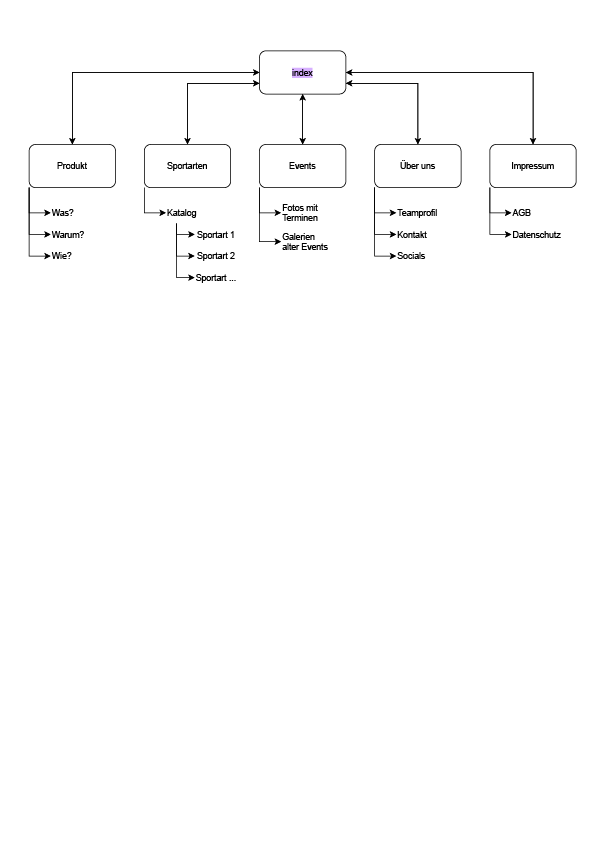 index
Produkt
Sportarten
Events
Über uns
Impressum
Was?
Warum?
Wie?
Katalog
Sportart 1
Sportart 2
Sportart ...
Fotos mit
Terminen
Galerien
alter Events
Teamprofil
Kontakt
Socials
AGB
Datenschutz